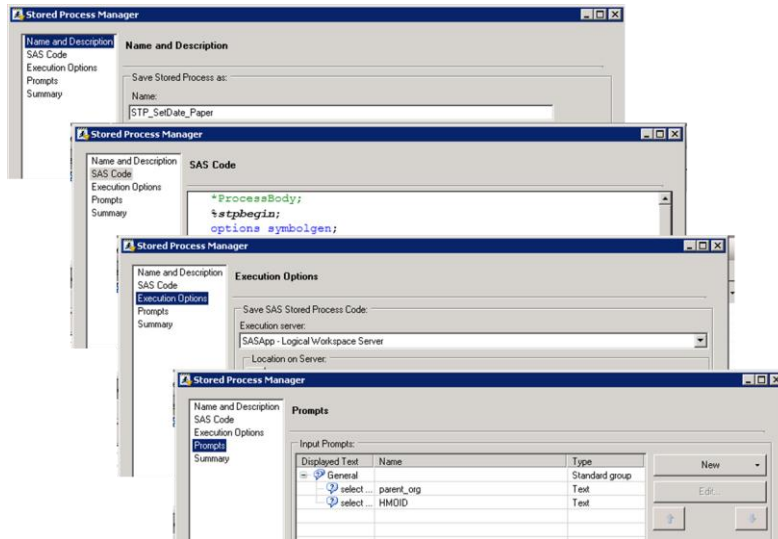 Stored Process Manager
Name and Description
SAS Code
Execution Options
Prompts
Summary
Name and Description
Save Stored Process as:
Name:
STP_SetDate_Paper
Stored Process Manager
Name and Description
SAS Code
Execution Options
Prompts
Summary
SAS Code
*ProcessBody;
%stpbegin;
options symbolgen;
Stored Process Manager
Name and Description
SAS Code
Execution Options
Prompts
Summary
Execution Options
Save SAS Stored Process Code:
Execution server:
SASApp - Logical Workspace Server
Location on Server:
Stored Process Manager
Name and Description
SAS Code
Execution Options
Prompts
Summary
Prompts
Input Prompts:
Displayed Text Name Type
General Standard group
select ... parent_org Text
select ... HMOID Text
New
Edit...